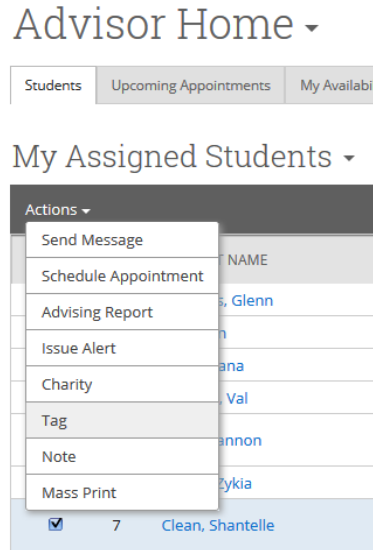 Advisor Home
Students Upcoming Appointments My Availabi
My Assigned Students
Actions
Send Message
Schedule Appointment
T NAME
Advising Report
s, Glenn
Issue Alert
n
ana
Charity
, Val
Tag
annon
Note
Zykia
Mass Print
7 Clean, Shantelle